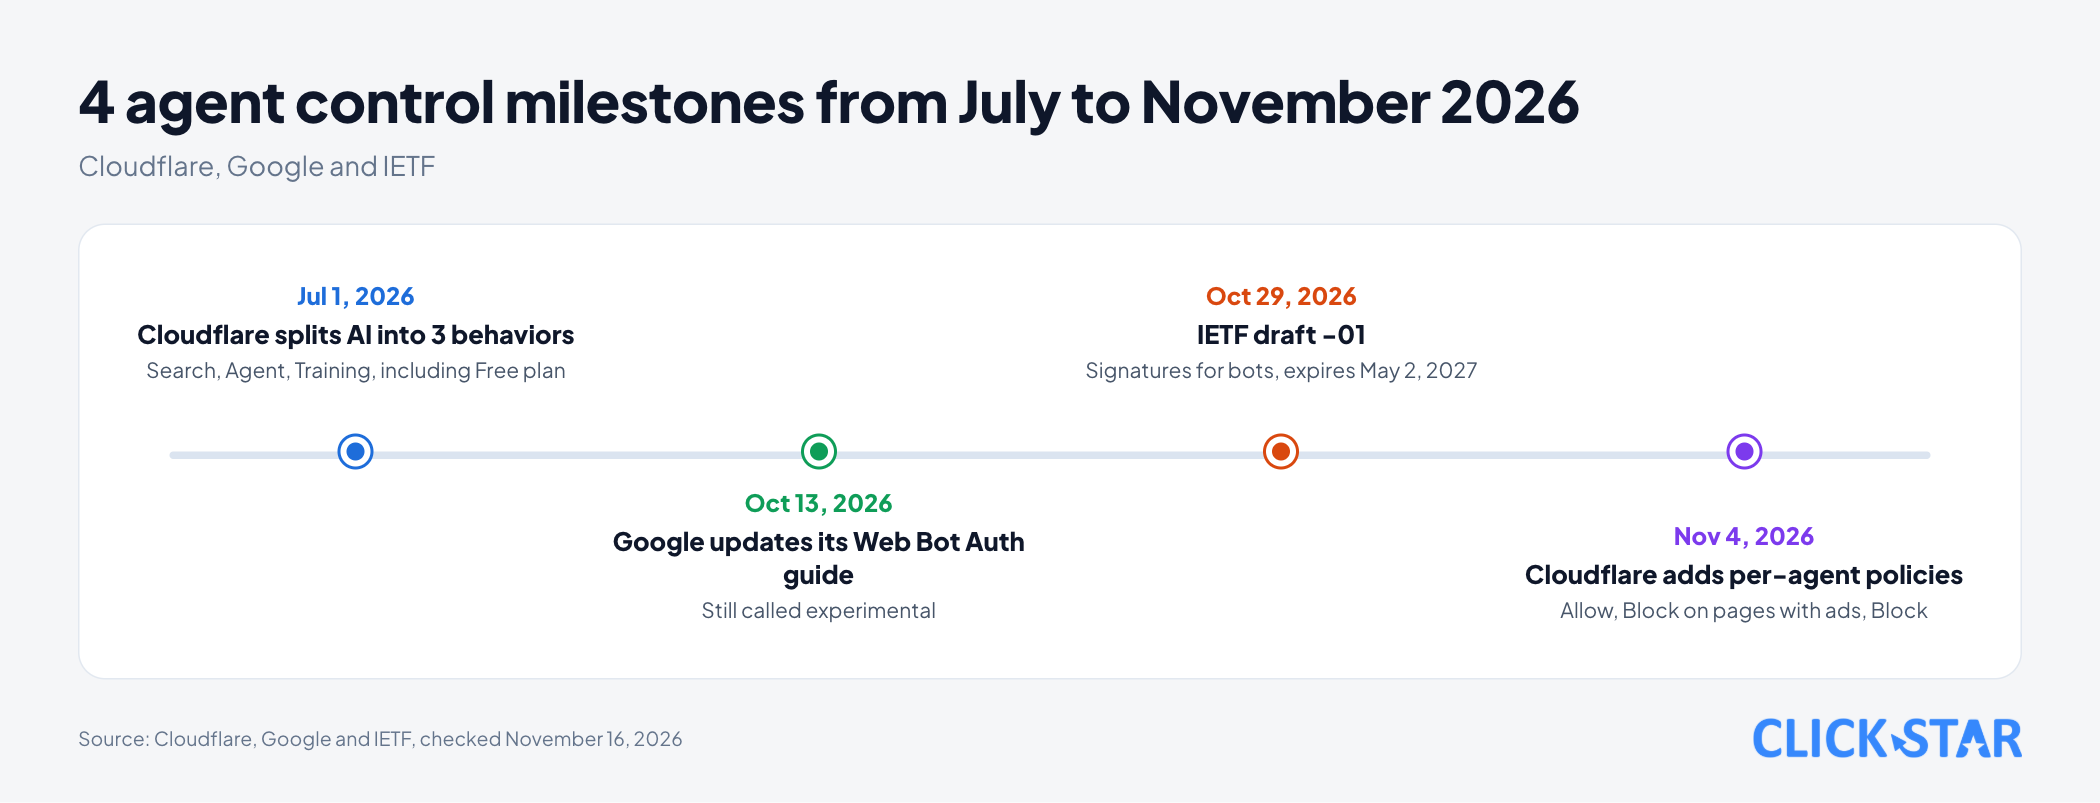 4 agent control milestones from July to November 2026
Cloudflare, Google and IETF
Jul 1, 2026
Cloudflare splits AI into 3 behaviors
Search, Agent, Training, including Free plan
Oct 13, 2026
Google updates its Web Bot Auth
guide
Still called experimental
Oct 29, 2026
IETF draft -01
Signatures for bots, expires May 2, 2027
Nov 4, 2026
Cloudflare adds per-agent policies
Allow, Block on pages with ads, Block
Source: Cloudflare, Google and IETF, checked November 16, 2026
CLICKSTAR